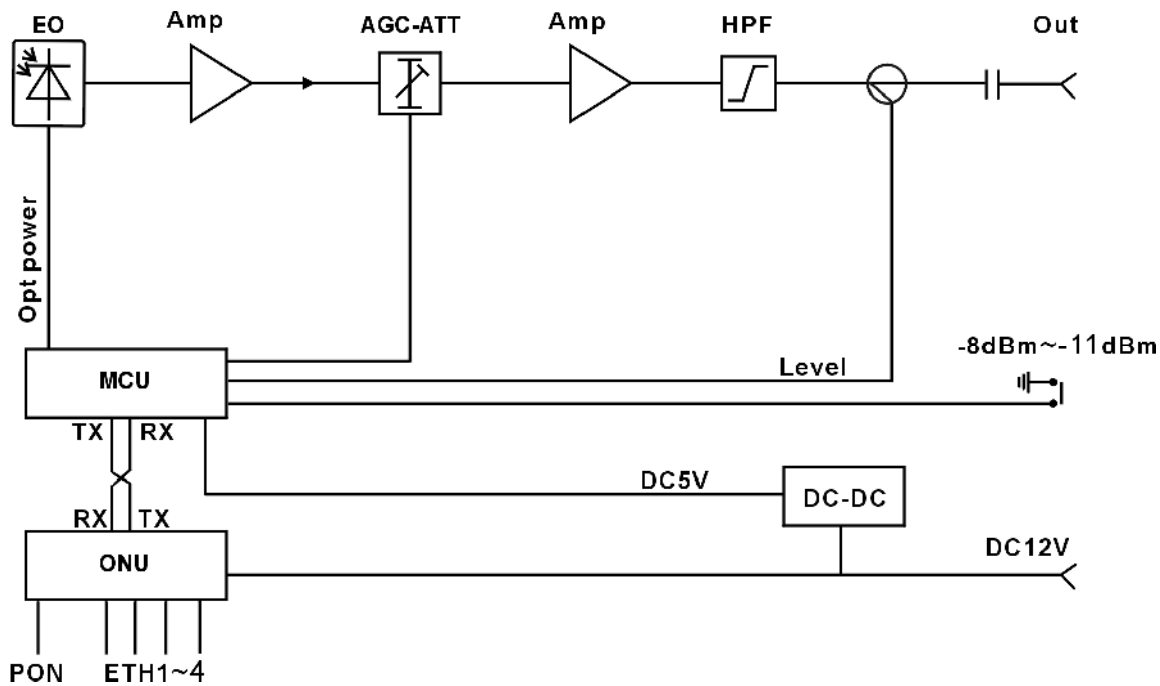 EO
Amp
AGC-ATT
Amp
HPF
Out
Opt power
MCU
Level
-8dBm~-11dBm
TX
RX
DC5V
DC-DC
RX
TX
ONU
DC12V
PON
ETH1~4